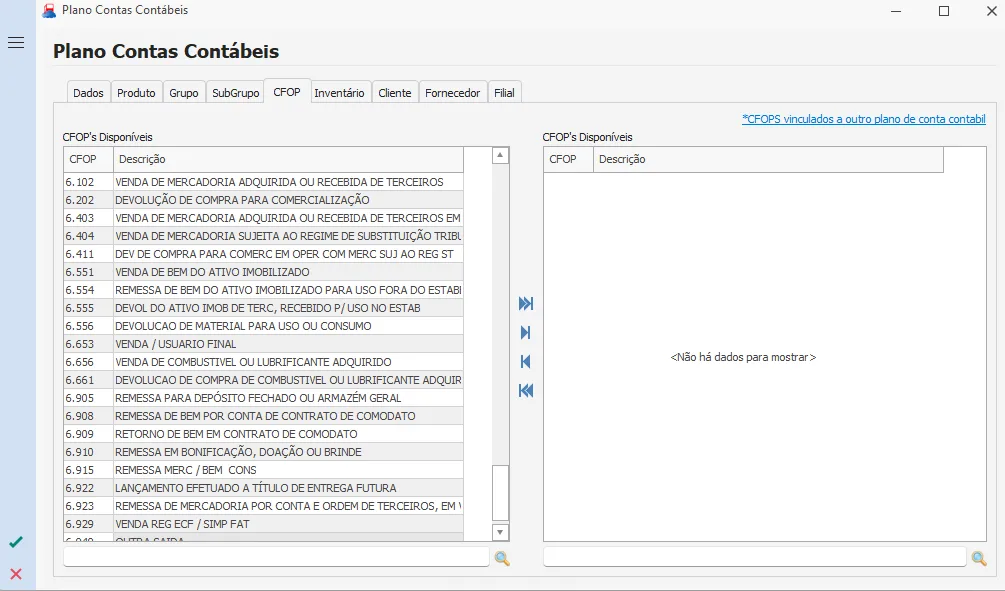 Plano Contas Contábeis
Plano Contas Contábeis
Dados Produto Grupo SubGrupo CFOP Inventário Cliente Fornecedor Filial
*CFOPS vinculados a outro plano de conta contabil
CFOP's Disponíveis
CFOP Descrição
6.102 VENDA DE MERCADORIA ADQUIRIDA OU RECEBIDA DE TERCEIROS
6.202 DEVOLUÇÃO DE COMPRA PARA COMERCIALIZAÇÃO
6.403 VENDA DE MERCADORIA ADQUIRIDA OU RECEBIDA DE TERCEIROS EM
6.404 VENDA DE MERCADORIA SUJEITA AO REGIME DE SUBSTITUIÇÃO TRIBU
6.411 DEV DE COMPRA PARA COMERC EM OPER COM MERC SUJ AO REG ST
6.551 VENDA DE BEM DO ATIVO IMOBILIZADO
6.554 REMESSA DE BEM DO ATIVO IMOBILIZADO PARA USO FORA DO ESTABE
6.555 DEVOL DO ATIVO IMOB DE TERC, RECEBIDO P/ USO NO ESTAB
6.556 DEVOLUCAO DE MATERIAL PARA USO OU CONSUMO
6.653 VENDA / USUARIO FINAL
6.656 VENDA DE COMBUSTIVEL OU LUBRIFICANTE ADQUIRIDO
6.661 DEVOLUCAO DE COMPRA DE COMBUSTIVEL OU LUBRIFICANTE ADQUIR
6.905 REMESSA PARA DEPÓSITO FECHADO OU ARMAZÉM GERAL
6.908 REMESSA DE BEM POR CONTA DE CONTRATO DE COMODATO
6.909 RETORNO DE BEM EM CONTRATO DE COMODATO
6.910 REMESSA EM BONIFICAÇÃO, DOAÇÃO OU BRINDE
6.915 REMESSA MERC / BEM CONS
6.922 LANÇAMENTO EFETUADO A TÍTULO DE ENTREGA FUTURA
6.923 REMESSA DE MERCADORIA POR CONTA E ORDEM DE TERCEIROS, EM V
6.929 VENDA REG ECF / SIMP FAT
6.949 OUTRA SAIDA
CFOP's Disponíveis
CFOP Descrição
<Não há dados para mostrar>